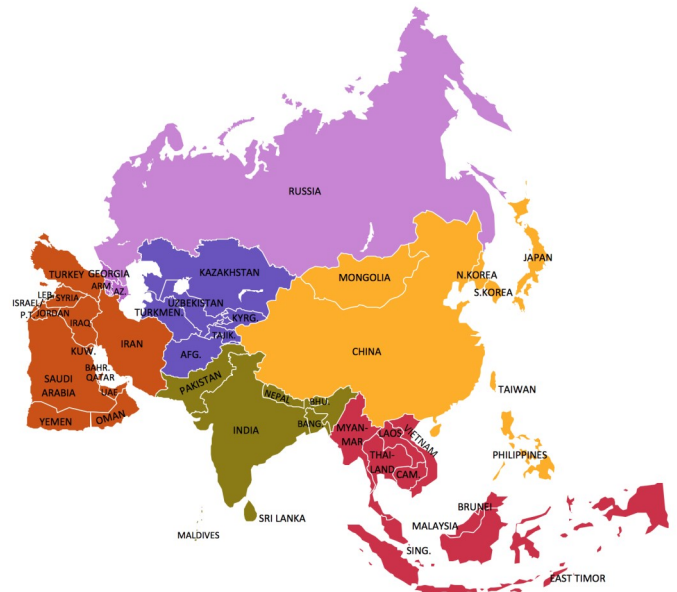 RUSSIA
JAPAN
TURKEY
GEORGIA
KAZAKHSTAN
MONGOLIA
N.KOREA
ARM.
AZ.
LEB.
SYRIA
S.KOREA
ISRAEL
UZBEKISTAN
P.T.
JORDAN
TURKMEN.
KYRG.
IRAQ
TAJIK.
IRAN
KUW.
AFG.
CHINA
BAHR.
QATAR
SAUDI
ARABIA
PAKISTAN
UAE
TAIWAN
NEPAL
BHU.
YEMEN
OMAN
BANG.
INDIA
MYAN-
MAR
LAOS
VIETNAM
THAI-
LAND
PHILIPPINES
CAM.
BRUNEI
SRI LANKA
MALAYSIA
MALDIVES
SING.
EAST TIMOR